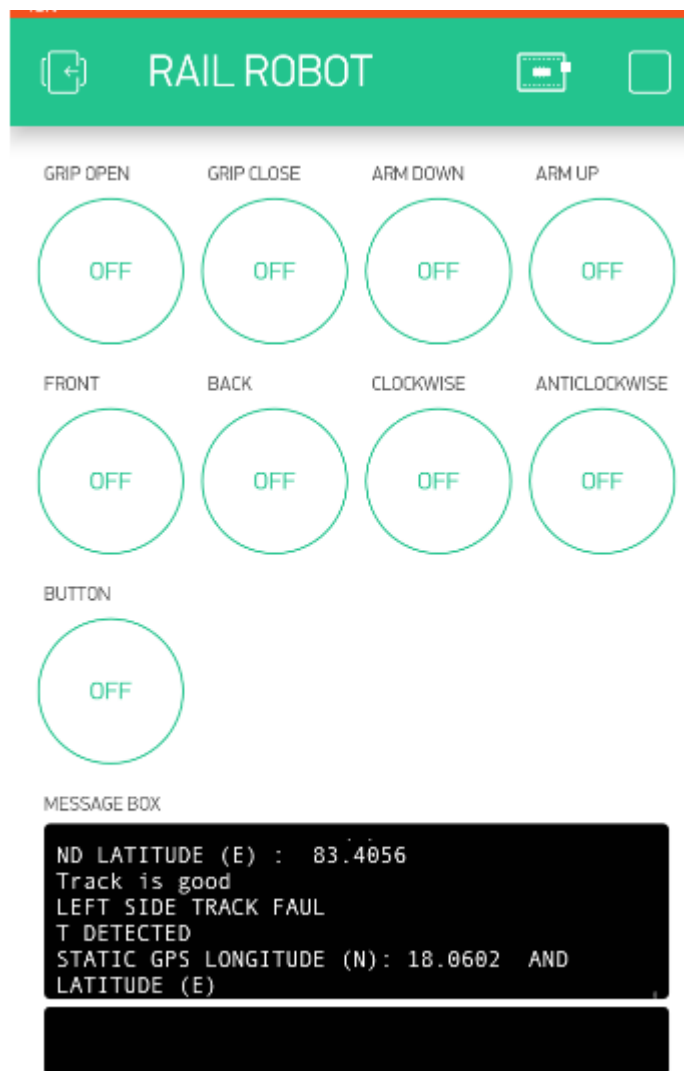 RAIL ROBOT
GRIP OPEN GRIP CLOSE ARM DOWN ARM UP
OFF OFF OFF OFF
FRONT BACK CLOCKWISE ANTICLOCKWISE
OFF OFF OFF OFF
BUTTON
OFF
MESSAGE BOX
ND LATITUDE (E) :  83.4056
Track is good
LEFT SIDE TRACK FAUL
T DETECTED
STATIC GPS LONGITUDE (N): 18.0602  AND
LATITUDE (E)